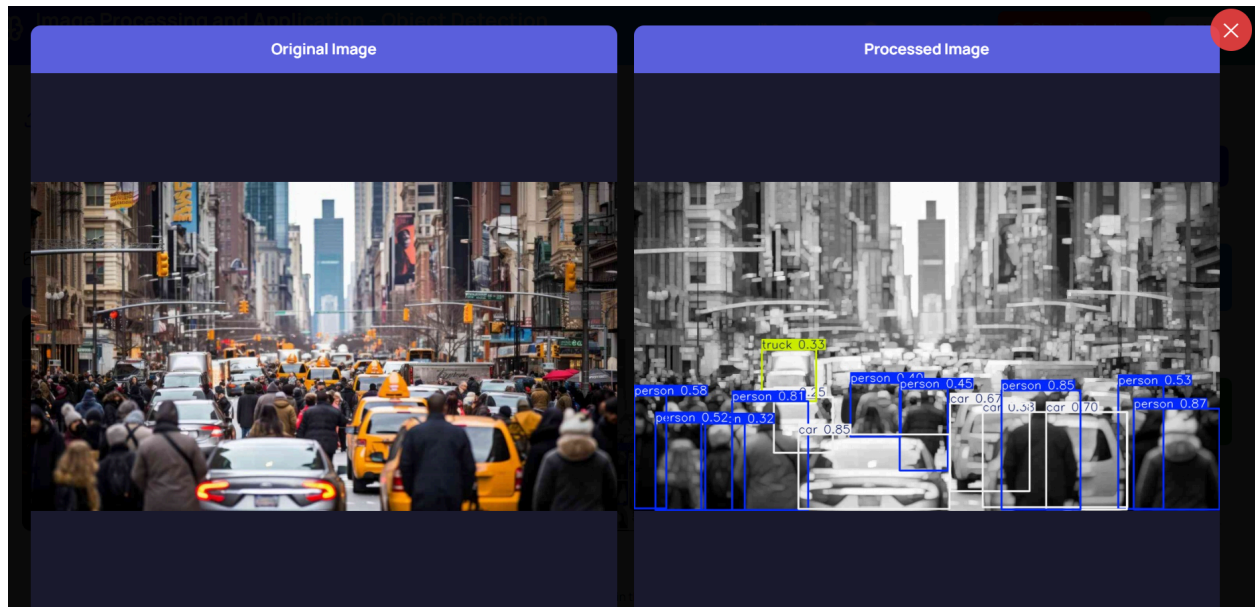 Image Processing and Application - Object Detection
Original Image
Processed Image
truck 0.33
person 0.40
person 0.58
person 0.81
.25
person 0.45
person 0.85
person 0.53
car 0.67
car 0.38
car 0.70
person 0.87
person 0.52
n 0.32
car 0.85